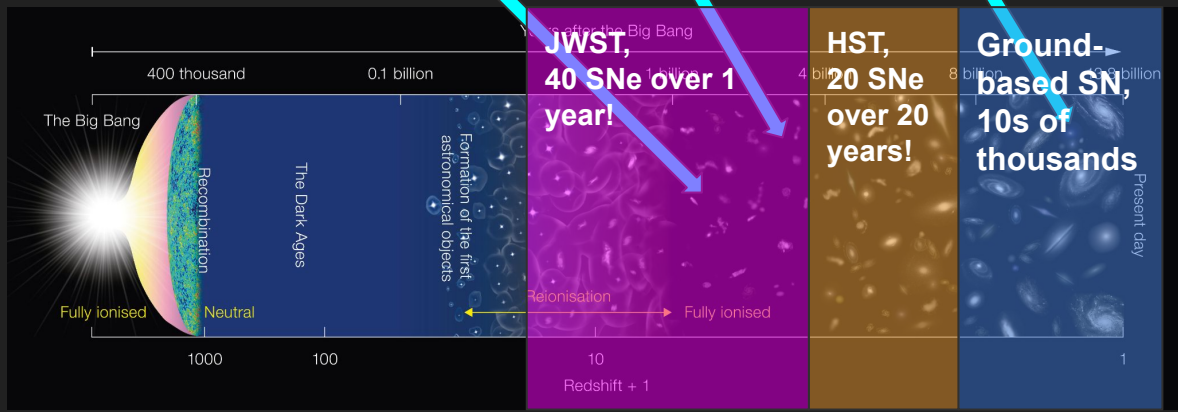 Years after the Big Bang
400 thousand
0.1 billion
1 billion
4 billion
8 billion
13.8 billion
The Big Bang
JWST,
40 SNe over 1
year!
HST,
20 SNe
over 20
years!
Ground-
based SN,
10s of
thousands
Recombination
The Dark Ages
Formation of the first
astronomical objects
Present day
Fully ionised
Neutral
Reionisation
Fully ionised
1000
100
10
1
Redshift + 1